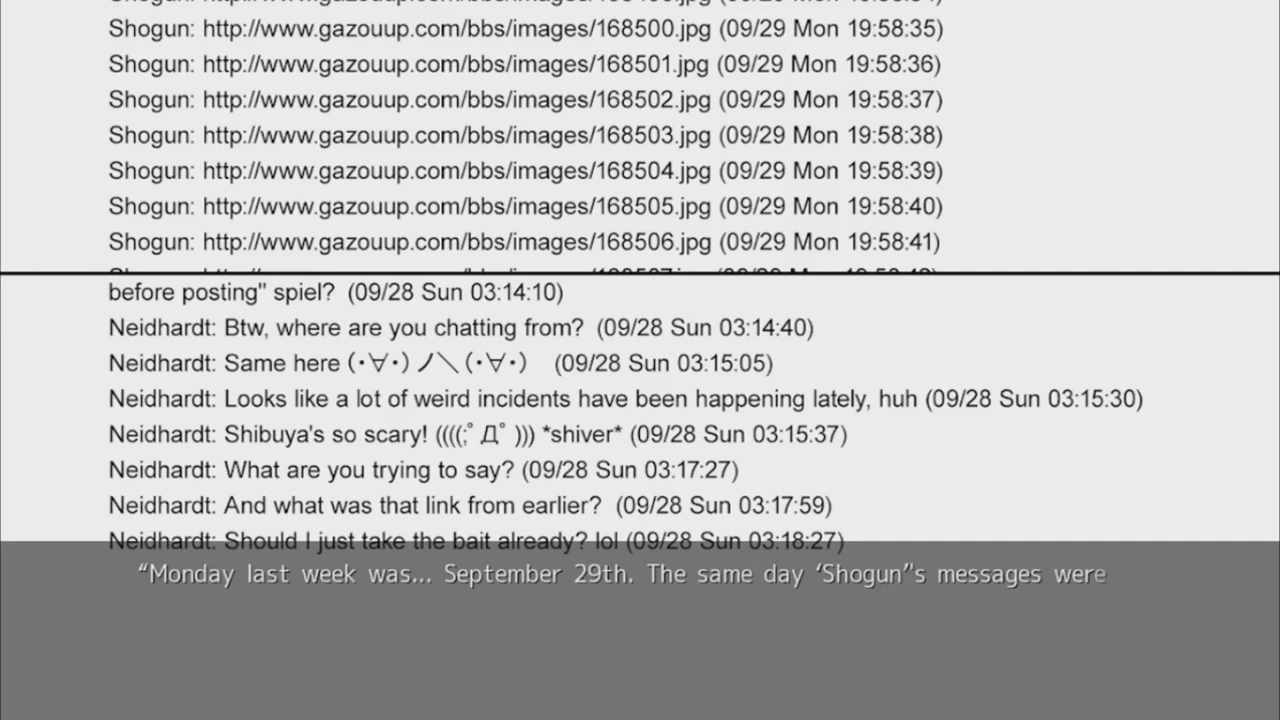 Shogun: http://www.gazouup.com/bbs/images/168500.jpg (09/29 Mon 19:58:35)
Shogun: http://www.gazouup.com/bbs/images/168501.jpg (09/29 Mon 19:58:36)
Shogun: http://www.gazouup.com/bbs/images/168502.jpg (09/29 Mon 19:58:37)
Shogun: http://www.gazouup.com/bbs/images/168503.jpg (09/29 Mon 19:58:38)
Shogun: http://www.gazouup.com/bbs/images/168504.jpg (09/29 Mon 19:58:39)
Shogun: http://www.gazouup.com/bbs/images/168505.jpg (09/29 Mon 19:58:40)
Shogun: http://www.gazouup.com/bbs/images/168506.jpg (09/29 Mon 19:58:41)
before posting" spiel? (09/28 Sun 03:14:10)
Neidhardt: Btw, where are you chatting from? (09/28 Sun 03:14:40)
Neidhardt: Same here (・∀・)ノ＼(・∀・) (09/28 Sun 03:15:05)
Neidhardt: Looks like a lot of weird incidents have been happening lately, huh (09/28 Sun 03:15:30)
Neidhardt: Shibuya's so scary! ((((;ﾟДﾟ))) *shiver* (09/28 Sun 03:15:37)
Neidhardt: What are you trying to say? (09/28 Sun 03:17:27)
Neidhardt: And what was that link from earlier? (09/28 Sun 03:17:59)
Neidhardt: Should I just take the bait already? lol (09/28 Sun 03:18:27)
“Monday last week was... September 29th. The same day ‘Shogun”s messages were